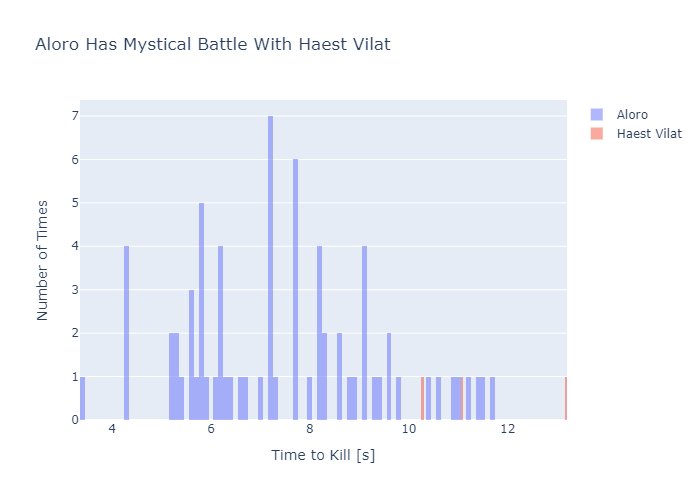 Aloro Has Mystical Battle With Haest Vilat
Aloro
Haest Vilat
7
6
5
4
3
2
1
0
Number of Times
4 6 8 10 12
Time to Kill [s]